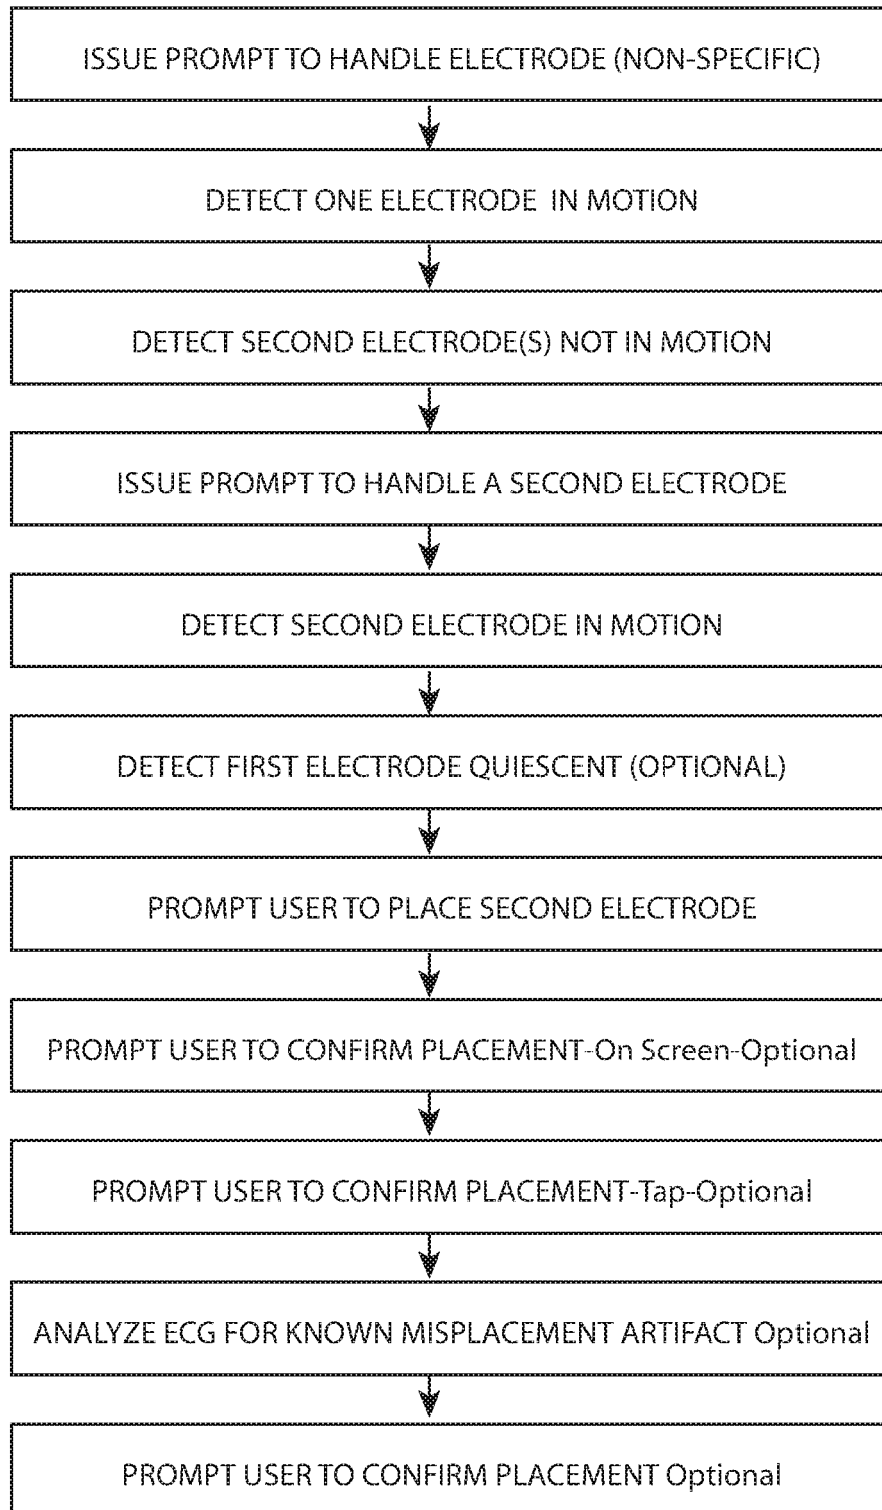 ISSUE PROMPT TO HANDLE ELECTRODE (NON-SPECIFIC)
DETECT ONE ELECTRODE IN MOTION
DETECT SECOND ELECTRODE(S) NOT IN MOTION
ISSUE PROMPT TO HANDLE A SECOND ELECTRODE
DETECT SECOND ELECTRODE IN MOTION
DETECT FIRST ELECTRODE QUIESCENT (OPTIONAL)
PROMPT USER TO PLACE SECOND ELECTRODE
PROMPT USER TO CONFIRM PLACEMENT-On Screen-Optional
PROMPT USER TO CONFIRM PLACEMENT-Tap-Optional
ANALYZE ECG FOR KNOWN MISPLACEMENT ARTIFACT Optional
PROMPT USER TO CONFIRM PLACEMENT Optional